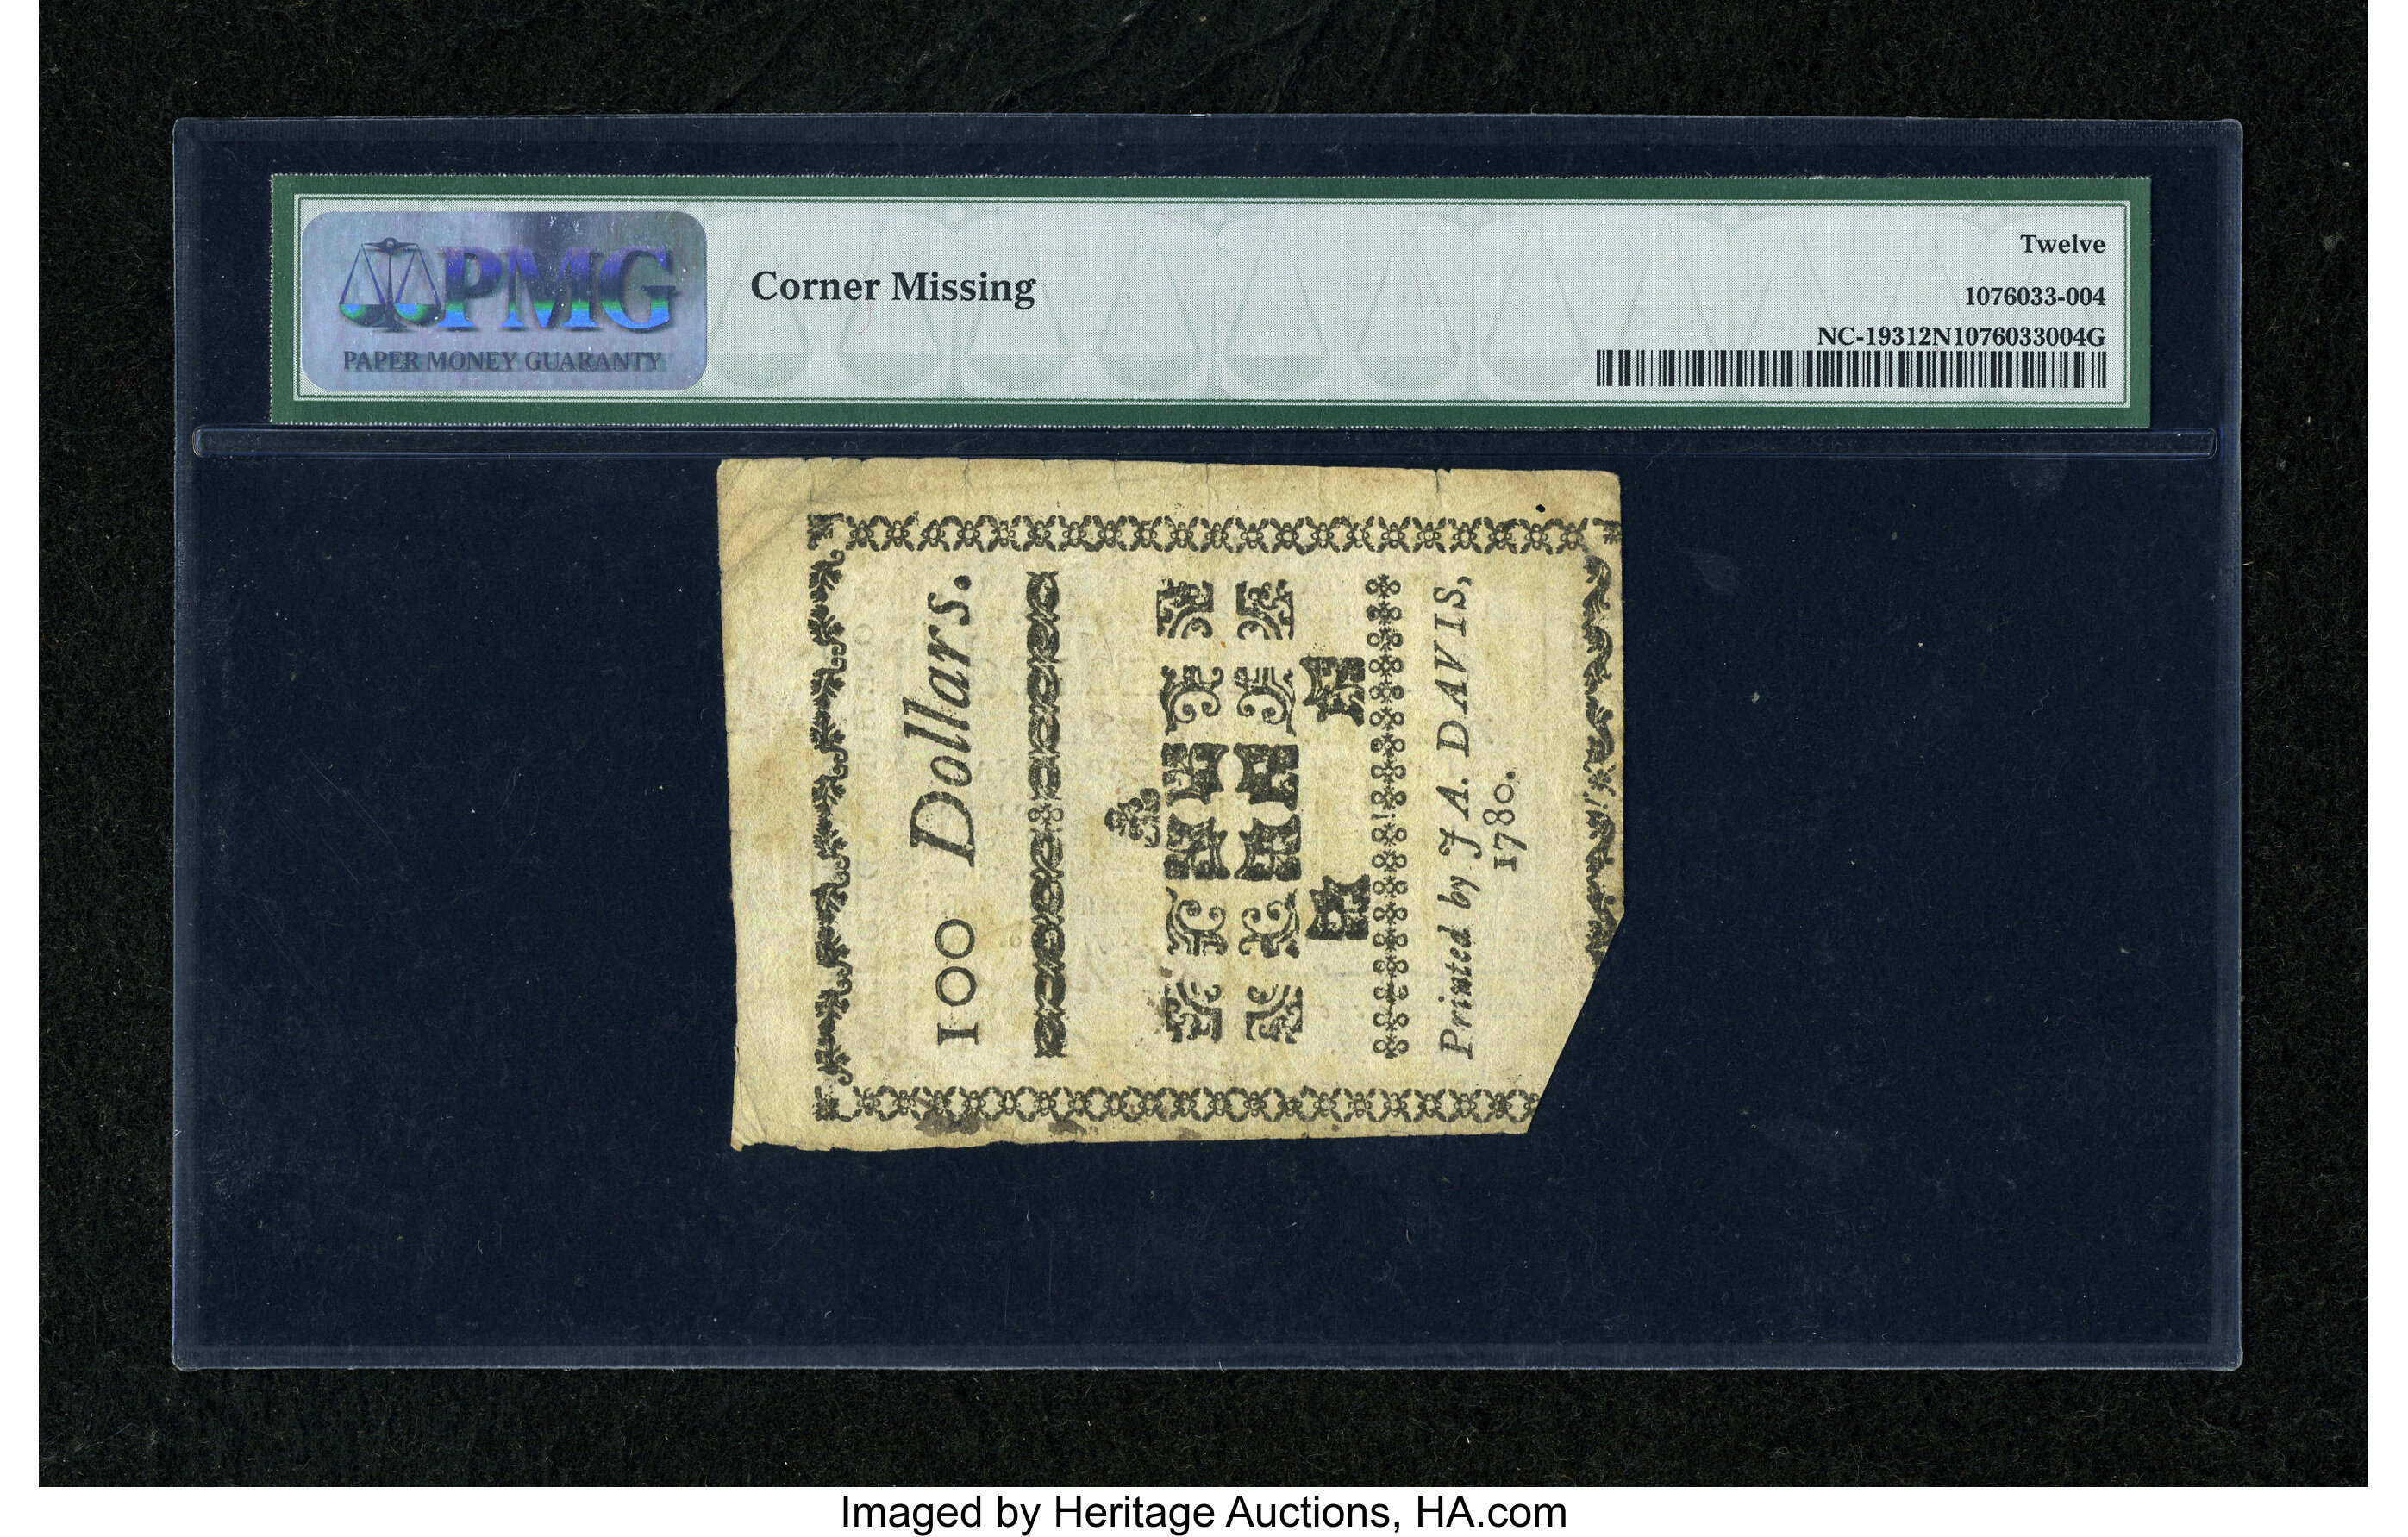 PMG
PAPER MONEY GUARANTY
Corner Missing
Twelve
1076033-004
NC-19312N1076033004G
100 Dollars.
Printed by J A. DAVIS,
1780.
Imaged by Heritage Auctions, HA.com